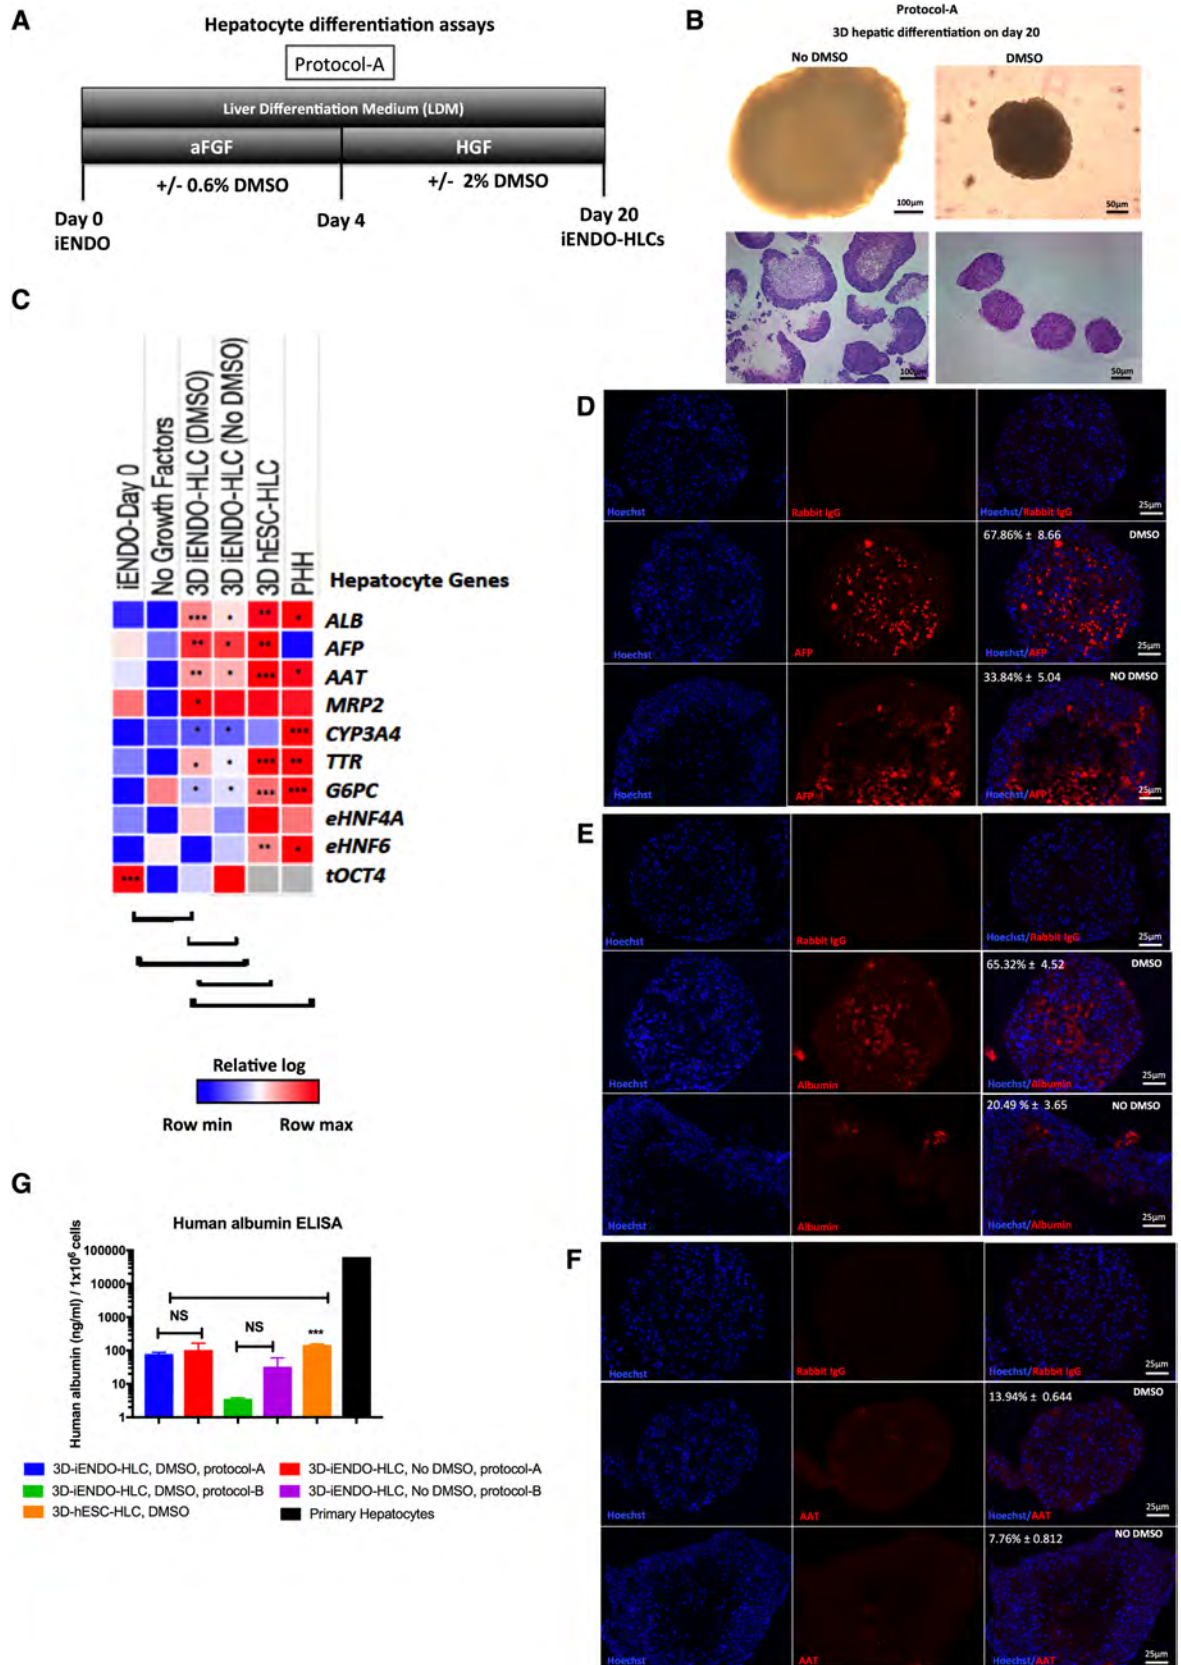 A
Hepatocyte differentiation assays
Protocol-A
Liver Differentiation Medium (LDM)
aFGF
HGF
+/- 0.6% DMSO
+/- 2% DMSO
Day 0
iENDO
Day 4
Day 20
iENDO-HLCs
B
Protocol-A
3D hepatic differentiation on day 20
No DMSO
DMSO
100µm
50µm
100µm
50µm
C
iENDO-Day 0
No Growth Factors
3D iENDO-HLC (DMSO)
3D iENDO-HLC (No DMSO)
3D hESC-HLC
PHH
Hepatocyte Genes
*** * ** * ALB
** * ** AFP
** * *** * AAT
* MRP2
* * *** CYP3A4
* * *** ** TTR
* * *** *** G6PC
eHNF4A
** * eHNF6
*** tOCT4
Relative log
Row min Row max
D
Hoechst
Rabbit IgG
Hoechst/Rabbit IgG
25µm
67.86% ± 8.66
DMSO
Hoechst
AFP
Hoechst/AFP
25µm
33.84% ± 5.04
NO DMSO
Hoechst
AFP
Hoechst/AFP
25µm
E
Hoechst
Rabbit IgG
Hoechst/Rabbit IgG
25µm
65.32% ± 4.52
DMSO
Hoechst
Albumin
Hoechst/Albumin
25µm
20.49 % ± 3.65
NO DMSO
Hoechst
Albumin
Hoechst/Albumin
25µm
F
Hoechst
Rabbit IgG
Hoechst/Rabbit IgG
25µm
13.94% ± 0.644
DMSO
Hoechst
AAT
Hoechst/AAT
25µm
7.76% ± 0.812
NO DMSO
Hoechst
AAT
Hoechst/AAT
25µm
G
Human albumin ELISA
Human albumin (ng/ml) / 1x10⁶ cells
100000
10000
1000
100
10
1
NS
NS
***
3D-iENDO-HLC, DMSO, protocol-A
3D-iENDO-HLC, No DMSO, protocol-A
3D-iENDO-HLC, DMSO, protocol-B
3D-iENDO-HLC, No DMSO, protocol-B
3D-hESC-HLC, DMSO
Primary Hepatocytes